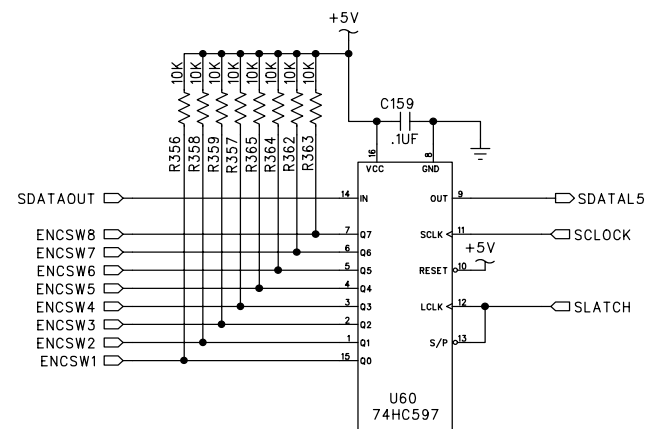 +5V
10K 10K 10K 10K 10K 10K 10K 10K
R356 R358 R359 R357 R365 R364 R362 R363
C159
.1UF
16 8
VCC GND
SDATAOUT 14 IN OUT 9 SDATAL5
ENCSW8 7 Q7 SCLK 11 SCLOCK
ENCSW7 6 Q6 +5V
ENCSW6 5 Q5 RESET 10
ENCSW5 4 Q4
ENCSW4 3 Q3 LCLK 12 SLATCH
ENCSW3 2 Q2
ENCSW2 1 Q1 S/P 13
ENCSW1 15 Q0
U60
74HC597